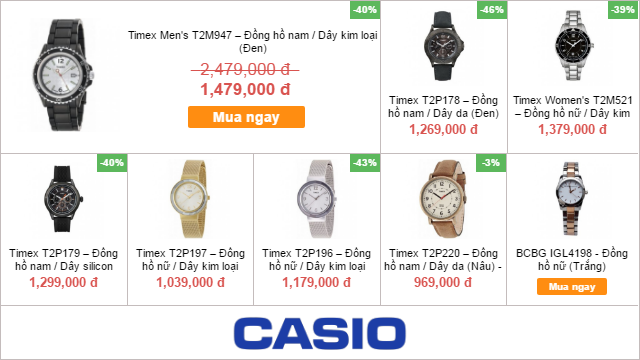 -40%
Timex Men's T2M947 – Đồng hồ nam / Dây kim loại
(Đen)
2,479,000 đ
1,479,000 đ
Mua ngay
-46%
Timex T2P178 – Đồng
hồ nam / Dây da (Đen)
1,269,000 đ
-39%
Timex Women's T2M521
– Đồng hồ nữ / Dây kim
1,379,000 đ
-40%
Timex T2P179 – Đồng
hồ nam / Dây silicon
1,299,000 đ
Timex T2P197 – Đồng
hồ nữ / Dây kim loại
1,039,000 đ
-43%
Timex T2P196 – Đồng
hồ nữ / Dây kim loại
1,179,000 đ
-3%
Timex T2P220 – Đồng
hồ nam / Dây da (Nâu) -
969,000 đ
BCBG IGL4198 - Đồng
hồ nữ (Trắng)
Mua ngay
CASIO